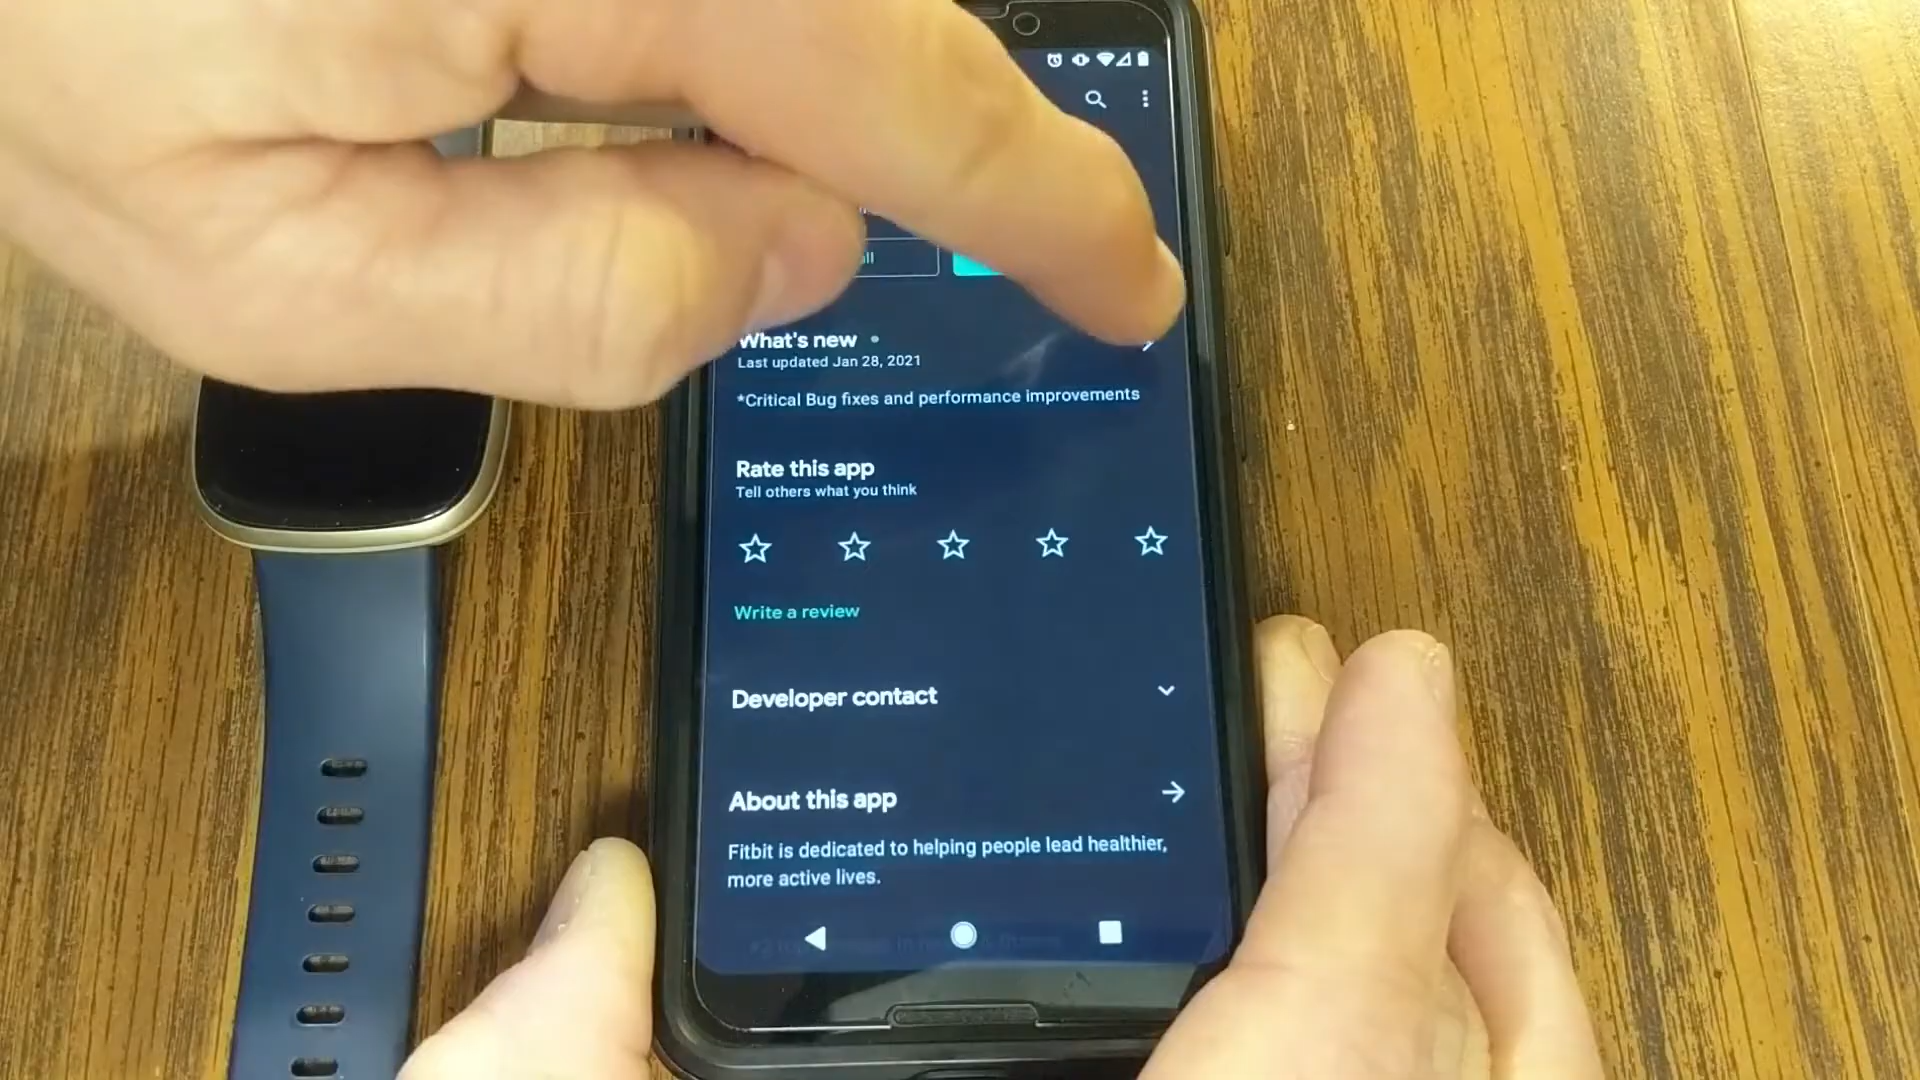 What's new
Last updated Jan 28, 2021
*Critical Bug fixes and performance improvements
Rate this app
Tell others what you think
Write a review
Developer contact
About this app
Fitbit is dedicated to helping people lead healthier,
more active lives.